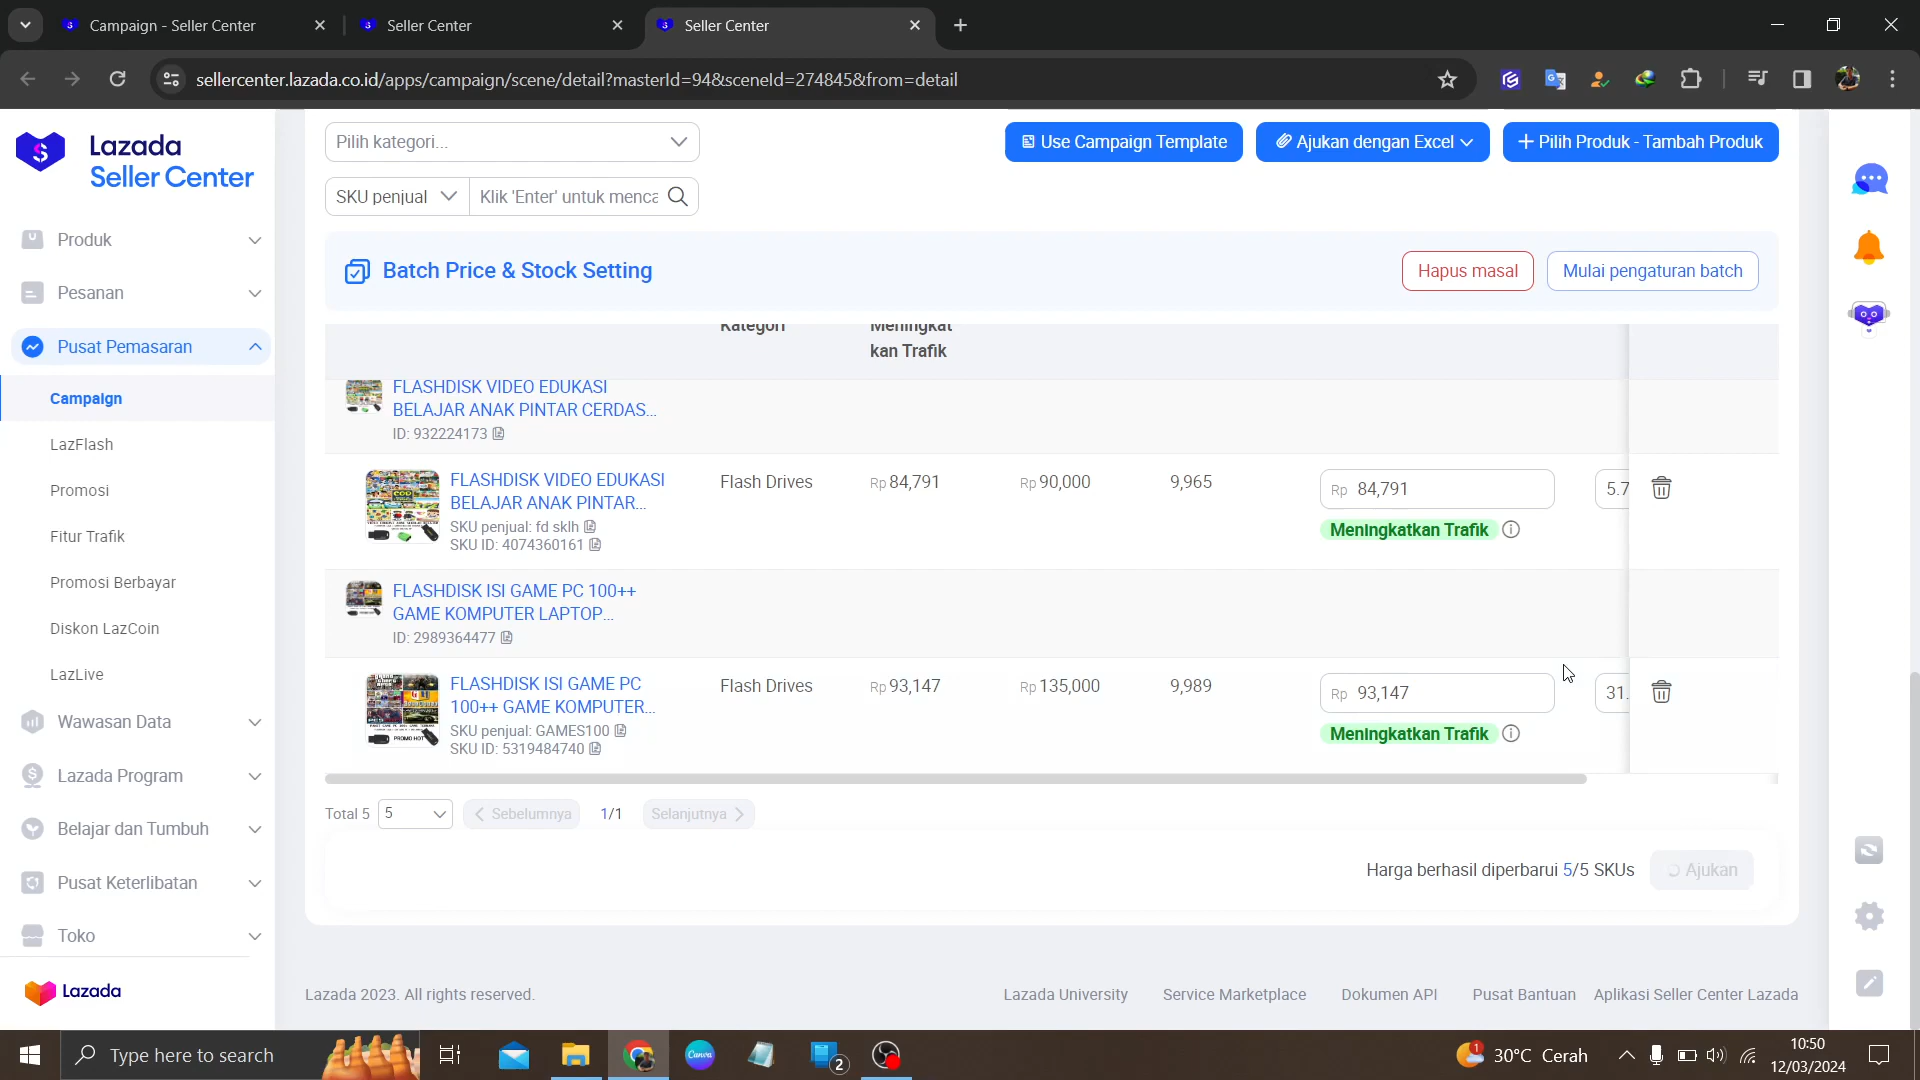 Campaign - Seller Center
Seller Center
Seller Center
sellercenter.lazada.co.id/apps/campaign/scene/detail?masterId=94&sceneId=274845&from=detail
Lazada
Seller Center
Produk
Pesanan
Pusat Pemasaran
Campaign
LazFlash
Promosi
Fitur Trafik
Promosi Berbayar
Diskon LazCoin
LazLive
Wawasan Data
Lazada Program
Belajar dan Tumbuh
Pusat Keterlibatan
Toko
Lazada
Pilih kategori...
Use Campaign Template
Ajukan dengan Excel
Pilih Produk - Tambah Produk
SKU penjual
Klik 'Enter' untuk menca
Batch Price & Stock Setting
Hapus masal
Mulai pengaturan batch
Kategori
Meningkat
kan Trafik
FLASHDISK VIDEO EDUKASI
BELAJAR ANAK PINTAR CERDAS...
ID: 932224173
FLASHDISK VIDEO EDUKASI
BELAJAR ANAK PINTAR...
SKU penjual: fd sklh
SKU ID: 4074360161
Flash Drives
Rp 84,791
Rp 90,000
9,965
Rp 84,791
5.7
Meningkatkan Trafik
FLASHDISK ISI GAME PC 100++
GAME KOMPUTER LAPTOP...
ID: 2989364477
FLASHDISK ISI GAME PC
100++ GAME KOMPUTER...
SKU penjual: GAMES100
SKU ID: 5319484740
Flash Drives
Rp 93,147
Rp 135,000
9,989
Rp 93,147
31.
Meningkatkan Trafik
Total 5
5
Sebelumnya
1/1
Selanjutnya
Harga berhasil diperbarui 5/5 SKUs
Ajukan
Lazada 2023. All rights reserved.
Lazada University
Service Marketplace
Dokumen API
Pusat Bantuan
Aplikasi Seller Center Lazada
Type here to search
Canva
2
1
30°C Cerah
10:50
12/03/2024